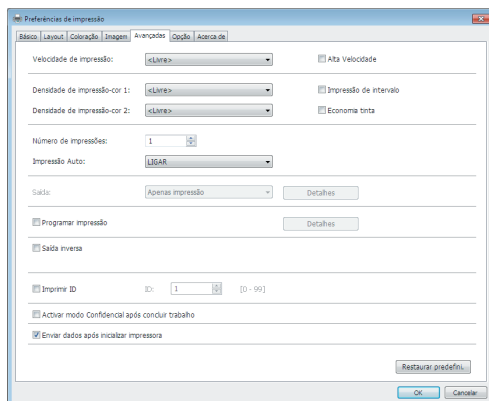 Preferências de impressão
Básico Layout Coloração Imagem Avançadas Opção Acerca de
Velocidade de impressão: <Livre> Alta Velocidade
Densidade de impressão-cor 1: <Livre> Impressão de intervalo
Densidade de impressão-cor 2: <Livre> Economia tinta
Número de impressões: 1
Impressão Auto: LIGAR
Saída: Apenas impressão Detalhes
Programar impressão Detalhes
Saída inversa
Imprimir ID ID: 1 [0 - 99]
Activar modo Confidencial após concluir trabalho
Enviar dados após inicializar impressora
Restaurar predefini.
OK Cancelar